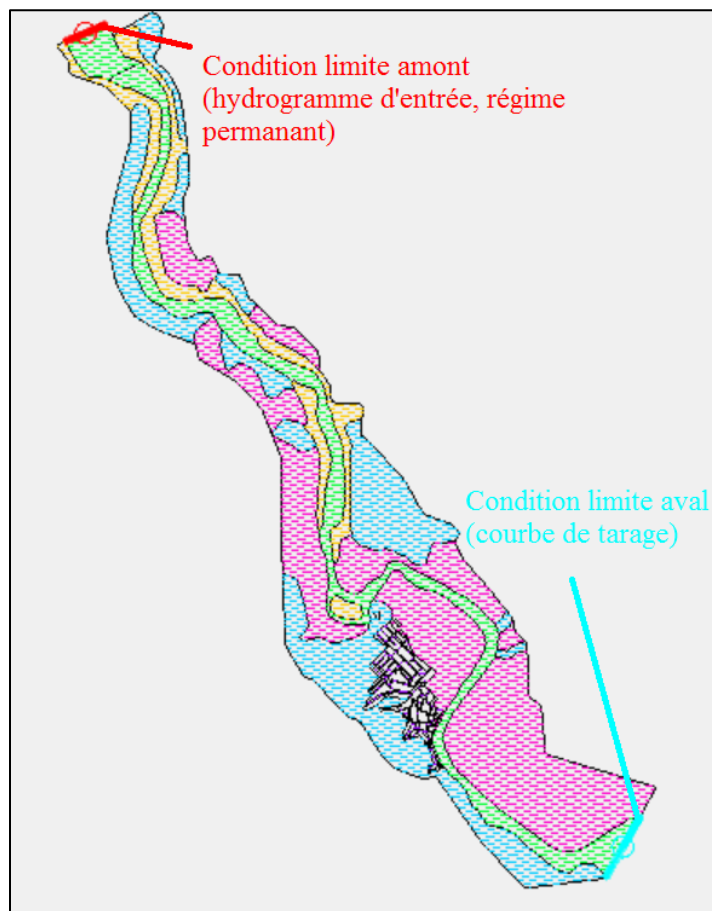 Condition limite amont
(hydrogramme d'entrée, régime
permanant)
Condition limite aval
(courbe de tarage)